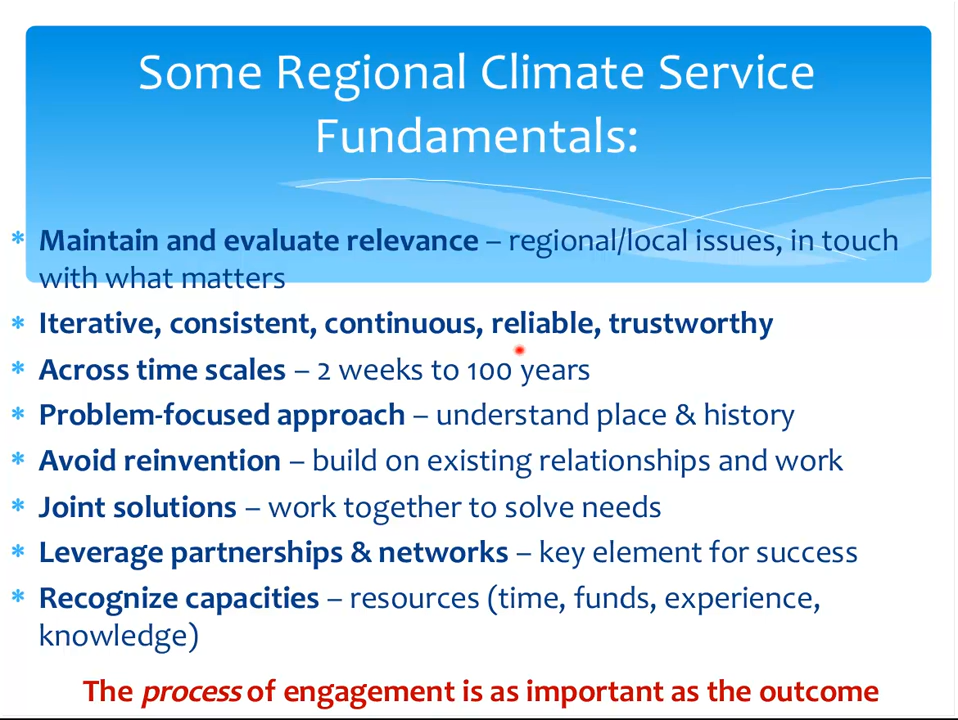 Some Regional Climate Service
Fundamentals:
* Maintain and evaluate relevance – regional/local issues, in touch
with what matters
* Iterative, consistent, continuous, reliable, trustworthy
* Across time scales – 2 weeks to 100 years
* Problem-focused approach – understand place & history
* Avoid reinvention – build on existing relationships and work
* Joint solutions – work together to solve needs
* Leverage partnerships & networks – key element for success
* Recognize capacities – resources (time, funds, experience,
knowledge)
The process of engagement is as important as the outcome